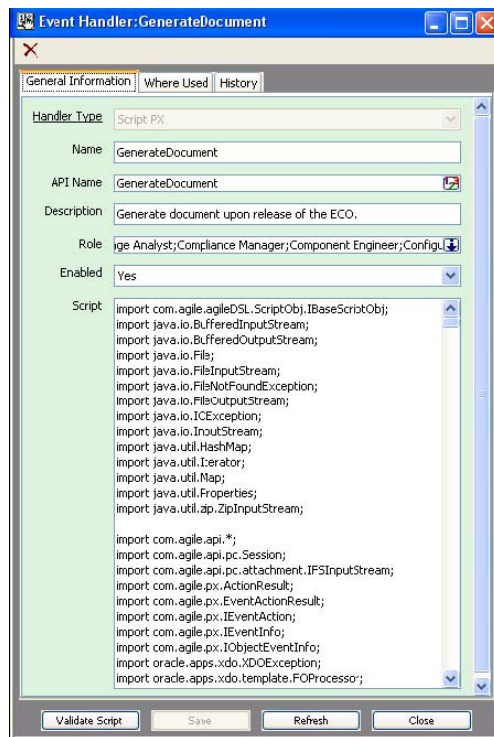 Event Handler:GenerateDocument
General Information Where Used History
Handler Type Script PX
Name GenerateDocument
API Name GenerateDocument
Description Generate document upon release of the ECO.
Role ge Analyst;Compliance Manager;Component Engineer;Configu
Enabled Yes
Script import com.agile.agileDSL.ScriptObj.IBaseScriptObj;
import java.io.BufferedInputStream;
import java.io.BufferedOutputStream;
import java.io.File;
import java.io.FileInputStream;
import java.io.FileNotFoundException;
import java.io.FileOutputStream;
import java.io.IOException;
import java.io.InputStream;
import java.util.HashMap;
import java.util.Iterator;
import java.util.Map;
import java.util.Properties;
import java.util.zip.ZipInputStream;
import com.agile.api.*;
import com.agile.api.pc.Session;
import com.agile.api.pc.attachment.IFSInputStream;
import com.agile.px.ActionResult;
import com.agile.px.EventActionResult;
import com.agile.px.IEventAction;
import com.agile.px.IEventInfo;
import com.agile.px.IObjectEventInfo;
import oracle.apps.xdo.XDOException;
import oracle.apps.xdo.template.FOProcessor;
Validate Script Save Refresh Close